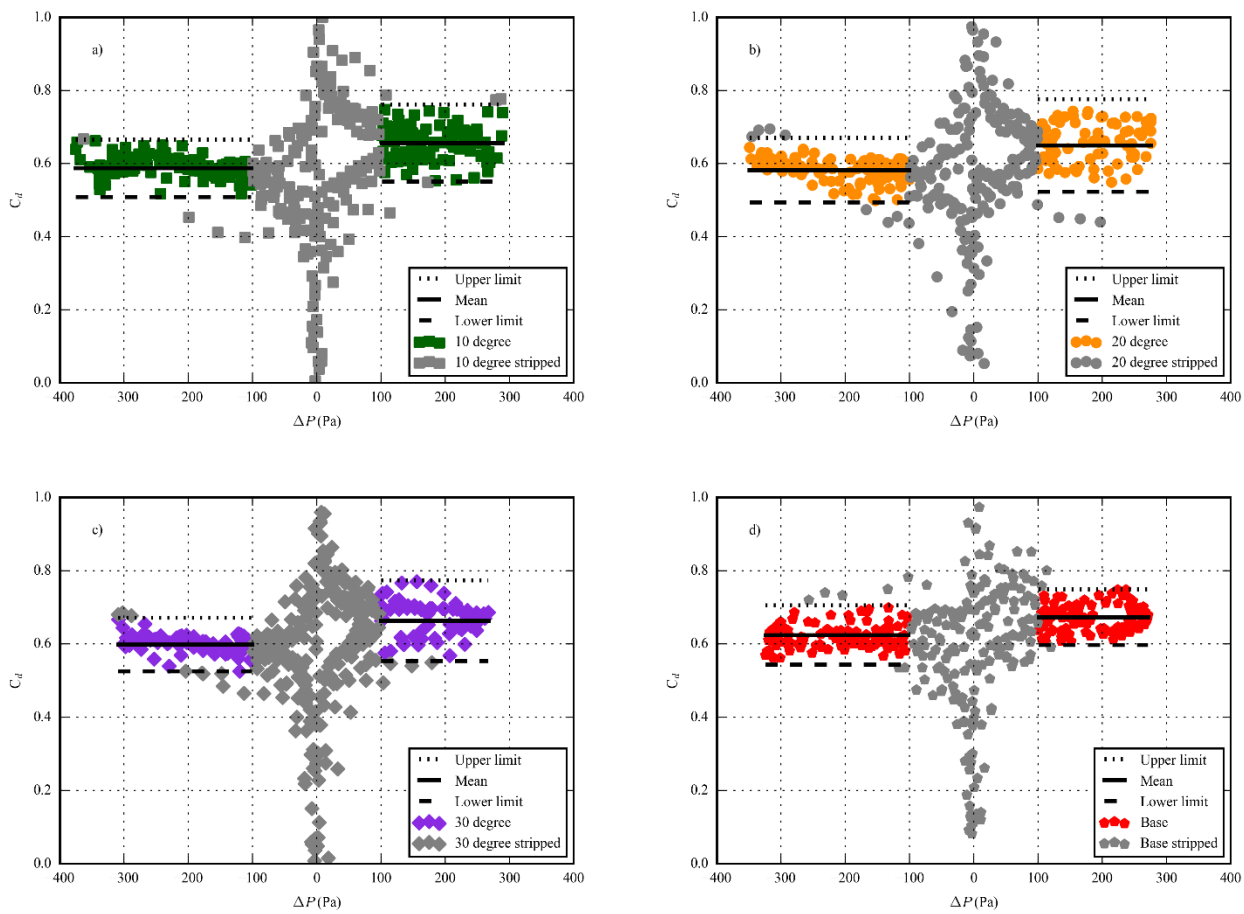 1.0
0.8
0.6
0.4
0.2
0.0
C_d
a)
Upper limit
Mean
Lower limit
10 degree
10 degree stripped
400 300 200 100 0 100 200 300 400
ΔP (Pa)
1.0
0.8
0.6
0.4
0.2
0.0
C_d
b)
Upper limit
Mean
Lower limit
20 degree
20 degree stripped
400 300 200 100 0 100 200 300 400
ΔP (Pa)
1.0
0.8
0.6
0.4
0.2
0.0
C_d
c)
Upper limit
Mean
Lower limit
30 degree
30 degree stripped
400 300 200 100 0 100 200 300 400
ΔP (Pa)
1.0
0.8
0.6
0.4
0.2
0.0
C_d
d)
Upper limit
Mean
Lower limit
Base
Base stripped
400 300 200 100 0 100 200 300 400
ΔP (Pa)